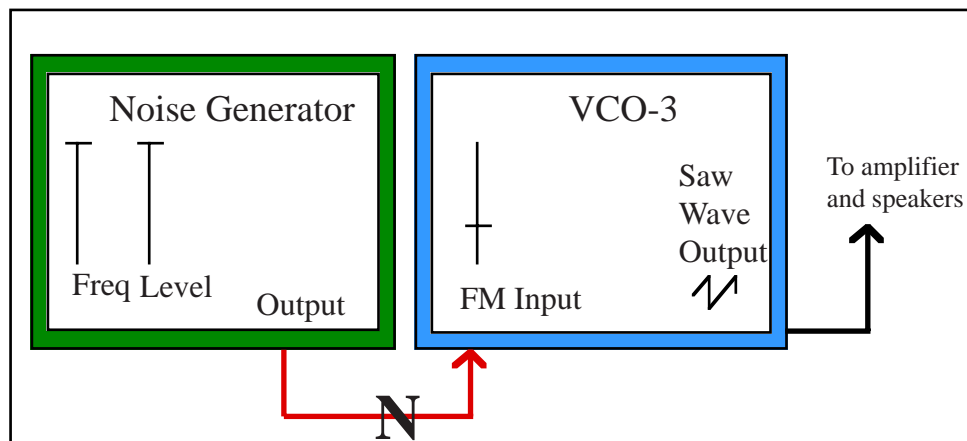 Noise Generator
Freq Level
Output
N
VCO-3
FM Input
Saw
Wave
Output
To amplifier
and speakers